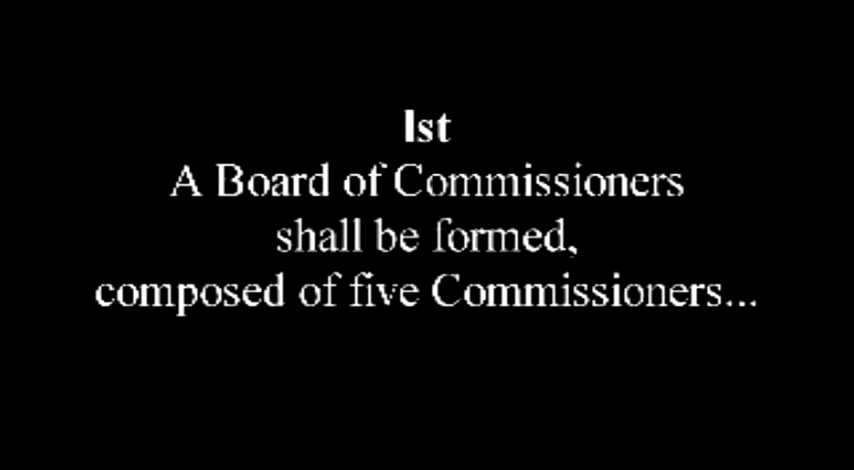 Ist
A Board of Commissioners
shall be formed,
composed of five Commissioners...